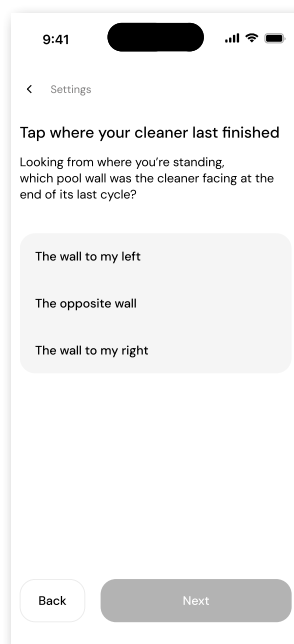 9:41
Settings
Tap where your cleaner last finished
Looking from where you’re standing,
which pool wall was the cleaner facing at the
end of its last cycle?
The wall to my left
The opposite wall
The wall to my right
Back
Next